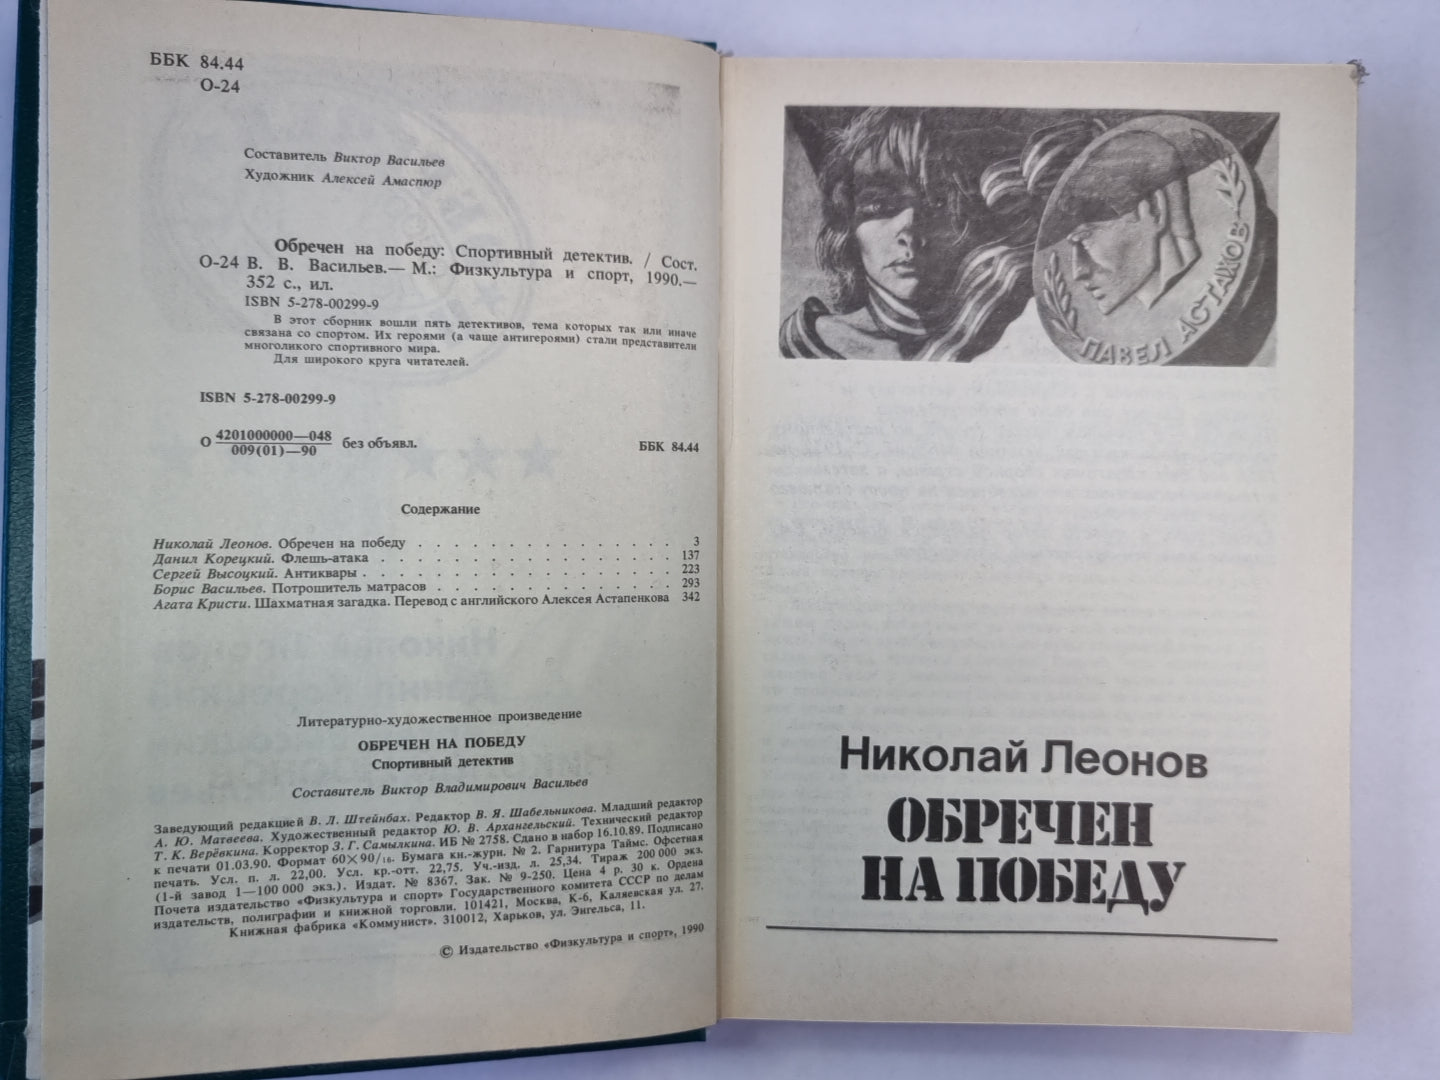 ББК 84.44
О-24
Составитель Виктор Васильев
Художник Алексей Амаспюр
Обречен на победу: Спортивный детектив. / Сост.
О-24 В. В. Васильев.— М.: Физкультура и спорт, 1990.—
352 с., ил.
ISBN 5-278-00299-9
В этот сборник вошли пять детективов, тема которых так или иначе
связана со спортом. Их героями (а чаще антигероями) стали представители
многоликого спортивного мира.
Для широкого круга читателей.
ISBN 5-278-00299-9
О 4201000000—048 без объявл.
009(01)—90
ББК 84.44
Содержание
Николай Леонов. Обречен на победу . . . . . . . . . . . . . . . . . 3
Данил Корецкий. Флешь-атака . . . . . . . . . . . . . . . . . . . 137
Сергей Высоцкий. Антиквары . . . . . . . . . . . . . . . . . . . . 223
Борис Васильев. Потрошитель матрасов . . . . . . . . . . . . . . . 293
Агата Кристи. Шахматная загадка. Перевод с английского Алексея Астапенкова 342
Литературно-художественное произведение
ОБРЕЧЕН НА ПОБЕДУ
Спортивный детектив
Составитель Виктор Владимирович Васильев
Заведующий редакцией В. Л. Штейнбах. Редактор В. Я. Шабельникова. Младший редактор
А. Ю. Матвеева. Художественный редактор Ю. В. Архангельский. Технический редактор
Т. К. Верёвкина. Корректор З. Г. Самылкина. ИБ № 2758. Сдано в набор 16.10.89. Подписано
к печати 01.03.90. Формат 60×90/16. Бумага кн.-журн. № 2. Гарнитура Таймс. Офсетная
печать. Усл. п. л. 22,00. Усл. кр.-отт. 22,75. Уч.-изд. л. 25,34. Тираж 200 000 экз.
(1-й завод 1—100 000 экз.). Издат. № 8367. Зак. № 9-250. Цена 4 р. 30 к. Ордена
Почета издательство «Физкультура и спорт» Государственного комитета СССР по делам
издательств, полиграфии и книжной торговли. 101421, Москва, К-6, Каляевская ул. 27.
Книжная фабрика «Коммунист». 310012, Харьков, ул. Энгельса, 11.
© Издательство «Физкультура и спорт», 1990
ПАВЕЛ АСТАХОВ
Николай Леонов
ОБРЕЧЕН
НА ПОБЕДУ